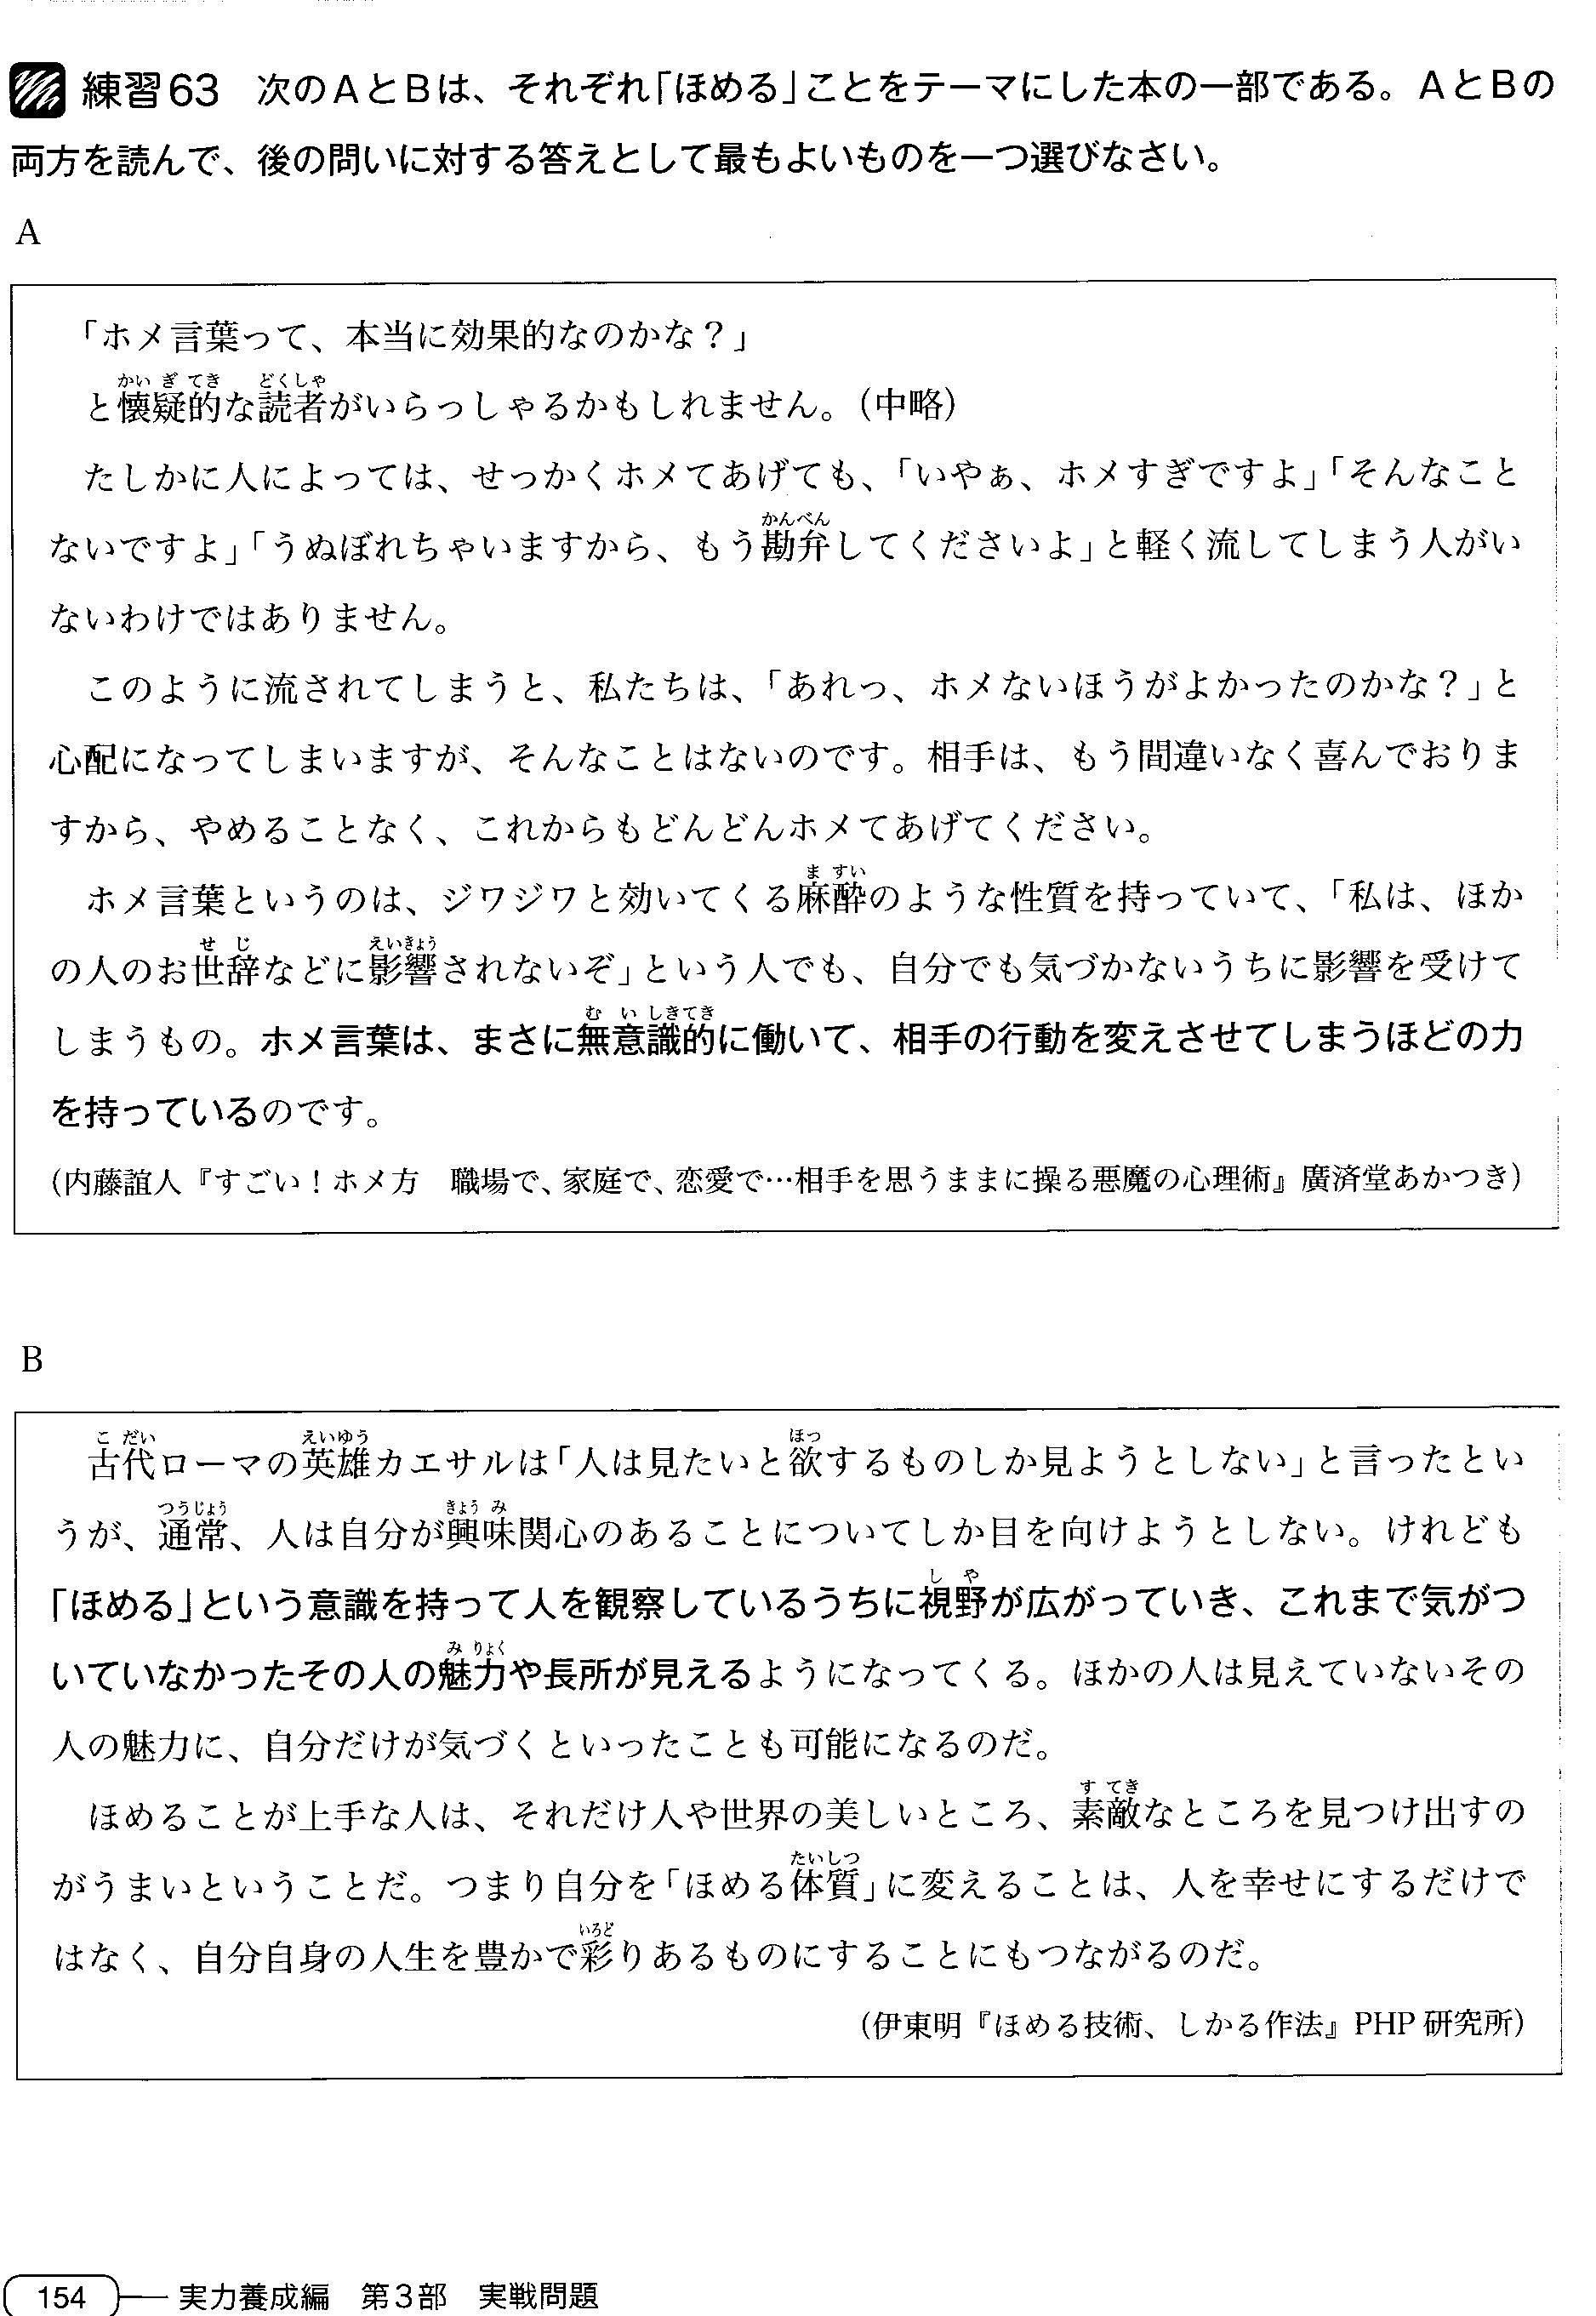 練習63　次のAとBは、それぞれ「ほめる」ことをテーマにした本の一部である。AとBの
両方を読んで、後の問いに対する答えとして最もよいものを一つ選びなさい。
A
「ホメ言葉って、本当に効果的なのかな？」
かいぎてき　どくしゃ
と懐疑的な読者がいらっしゃるかもしれません。（中略）
たしかに人によっては、せっかくホメてあげても、「いやぁ、ホメすぎですよ」「そんなこと
かんべん
ないですよ」「うぬぼれちゃいますから、もう勘弁してくださいよ」と軽く流してしまう人がい
ないわけではありません。
このように流されてしまうと、私たちは、「あれっ、ホメないほうがよかったのかな？」と
心配になってしまいますが、そんなことはないのです。相手は、もう間違いなく喜んでおりま
すから、やめることなく、これからもどんどんホメてあげてください。
ますい
ホメ言葉というのは、ジワジワと効いてくる麻酔のような性質を持っていて、「私は、ほか
せじ　えいきょう
の人のお世辞などに影響されないぞ」という人でも、自分でも気づかないうちに影響を受けて
むいしきてき
しまうもの。ホメ言葉は、まさに無意識的に働いて、相手の行動を変えさせてしまうほどの力
を持っているのです。
（内藤誼人『すごい！ホメ方　職場で、家庭で、恋愛で…相手を思うままに操る悪魔の心理術』廣済堂あかつき）
B
こだい　えいゆう　ほっ
古代ローマの英雄カエサルは「人は見たいと欲するものしか見ようとしない」と言ったとい
つうじょう　きょうみ
うが、通常、人は自分が興味関心のあることについてしか目を向けようとしない。けれども
しや
「ほめる」という意識を持って人を観察しているうちに視野が広がっていき、これまで気がつ
みりょく
いていなかったその人の魅力や長所が見えるようになってくる。ほかの人は見えていないその
人の魅力に、自分だけが気づくといったことも可能になるのだ。
すてき
ほめることが上手な人は、それだけ人や世界の美しいところ、素敵なところを見つけ出すの
たいしつ
がうまいということだ。つまり自分を「ほめる体質」に変えることは、人を幸せにするだけで
いろど
はなく、自分自身の人生を豊かで彩りあるものにすることにもつながるのだ。
（伊東明『ほめる技術、しかる作法』PHP研究所）
154　実力養成編　第3部　実戦問題